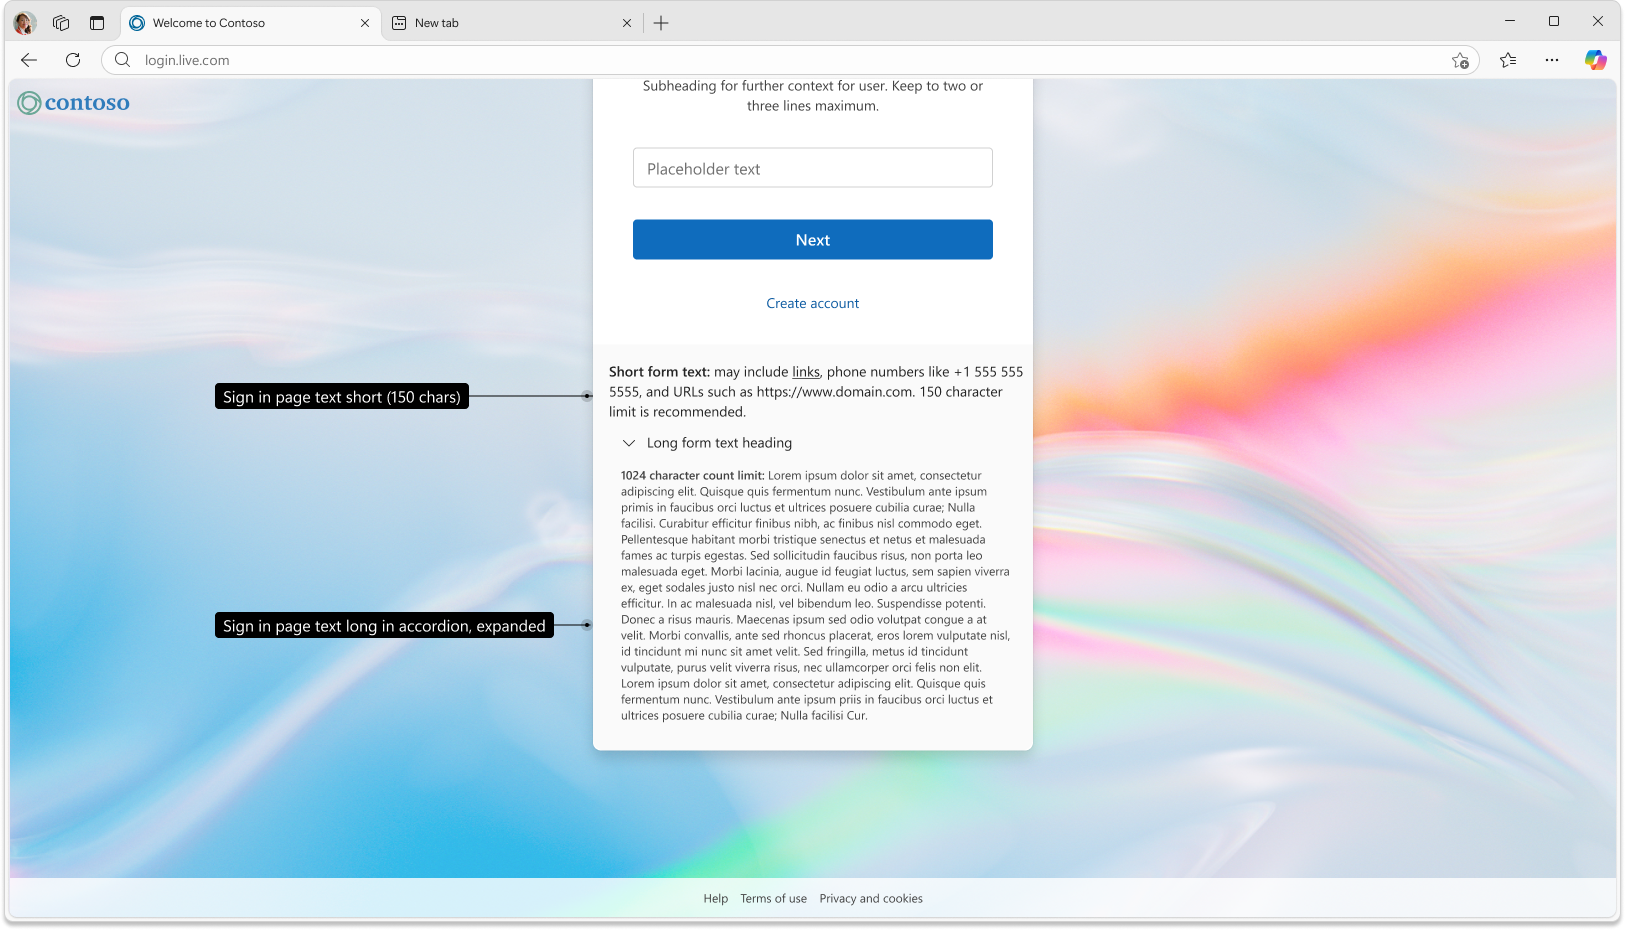 Welcome to Contoso
New tab
login.live.com
contoso
Subheading for further context for user. Keep to two or
three lines maximum.
Placeholder text
Next
Create account
Sign in page text short (150 chars)
Short form text: may include links, phone numbers like +1 555 555
5555, and URLs such as https://www.domain.com. 150 character
limit is recommended.
Long form text heading
1024 character count limit: Lorem ipsum dolor sit amet, consectetur
adipiscing elit. Quisque quis fermentum nunc. Vestibulum ante ipsum
primis in faucibus orci luctus et ultrices posuere cubilia curae; Nulla
facilisi. Curabitur efficitur finibus nibh, ac finibus nisl commodo eget.
Pellentesque habitant morbi tristique senectus et netus et malesuada
fames ac turpis egestas. Sed sollicitudin faucibus risus, non porta leo
malesuada eget. Morbi lacinia, augue id feugiat luctus, sem sapien viverra
ex, eget sodales justo nisl nec orci. Nullam eu odio a arcu ultricies
efficitur. In ac malesuada nisl, vel bibendum leo. Suspendisse potenti.
Donec a risus mauris. Maecenas ipsum sed odio volutpat congue a at
velit. Morbi convallis, ante sed rhoncus placerat, eros lorem vulputate nisl,
id tincidunt mi nunc sit amet velit. Sed fringilla, metus id tincidunt
vulputate, purus velit viverra risus, nec ullamcorper orci felis non elit.
Lorem ipsum dolor sit amet, consectetur adipiscing elit. Quisque quis
fermentum nunc. Vestibulum ante ipsum priis in faucibus orci luctus et
ultrices posuere cubilia curae; Nulla facilisi Cur.
Sign in page text long in accordion, expanded
Help Terms of use Privacy and cookies